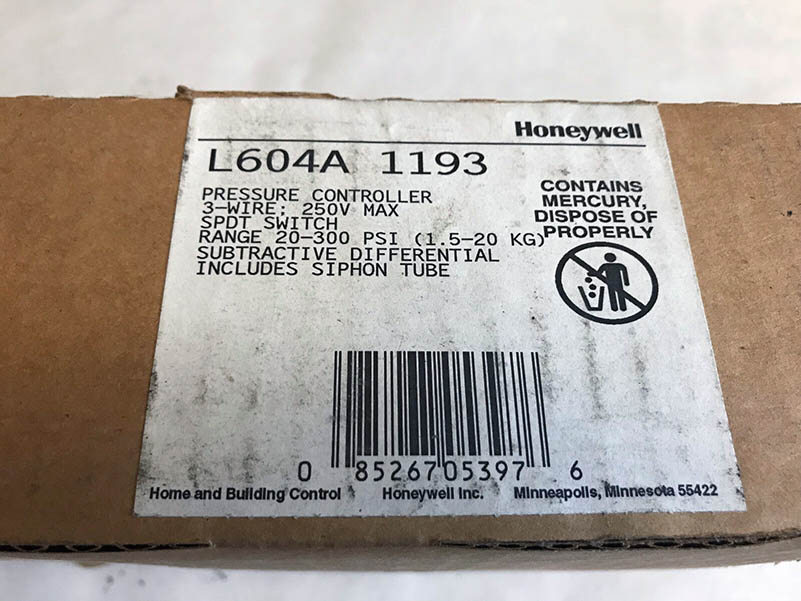 Honeywell
L604A 1193
PRESSURE CONTROLLER
3-WIRE; 250V MAX
SPDT SWITCH
RANGE 20-300 PSI (1.5-20 KG)
SUBTRACTIVE DIFFERENTIAL
INCLUDES SIPHON TUBE
CONTAINS
MERCURY,
DISPOSE OF
PROPERLY
0 85267 05397 6
Home and Building Control Honeywell Inc. Minneapolis, Minnesota 55422